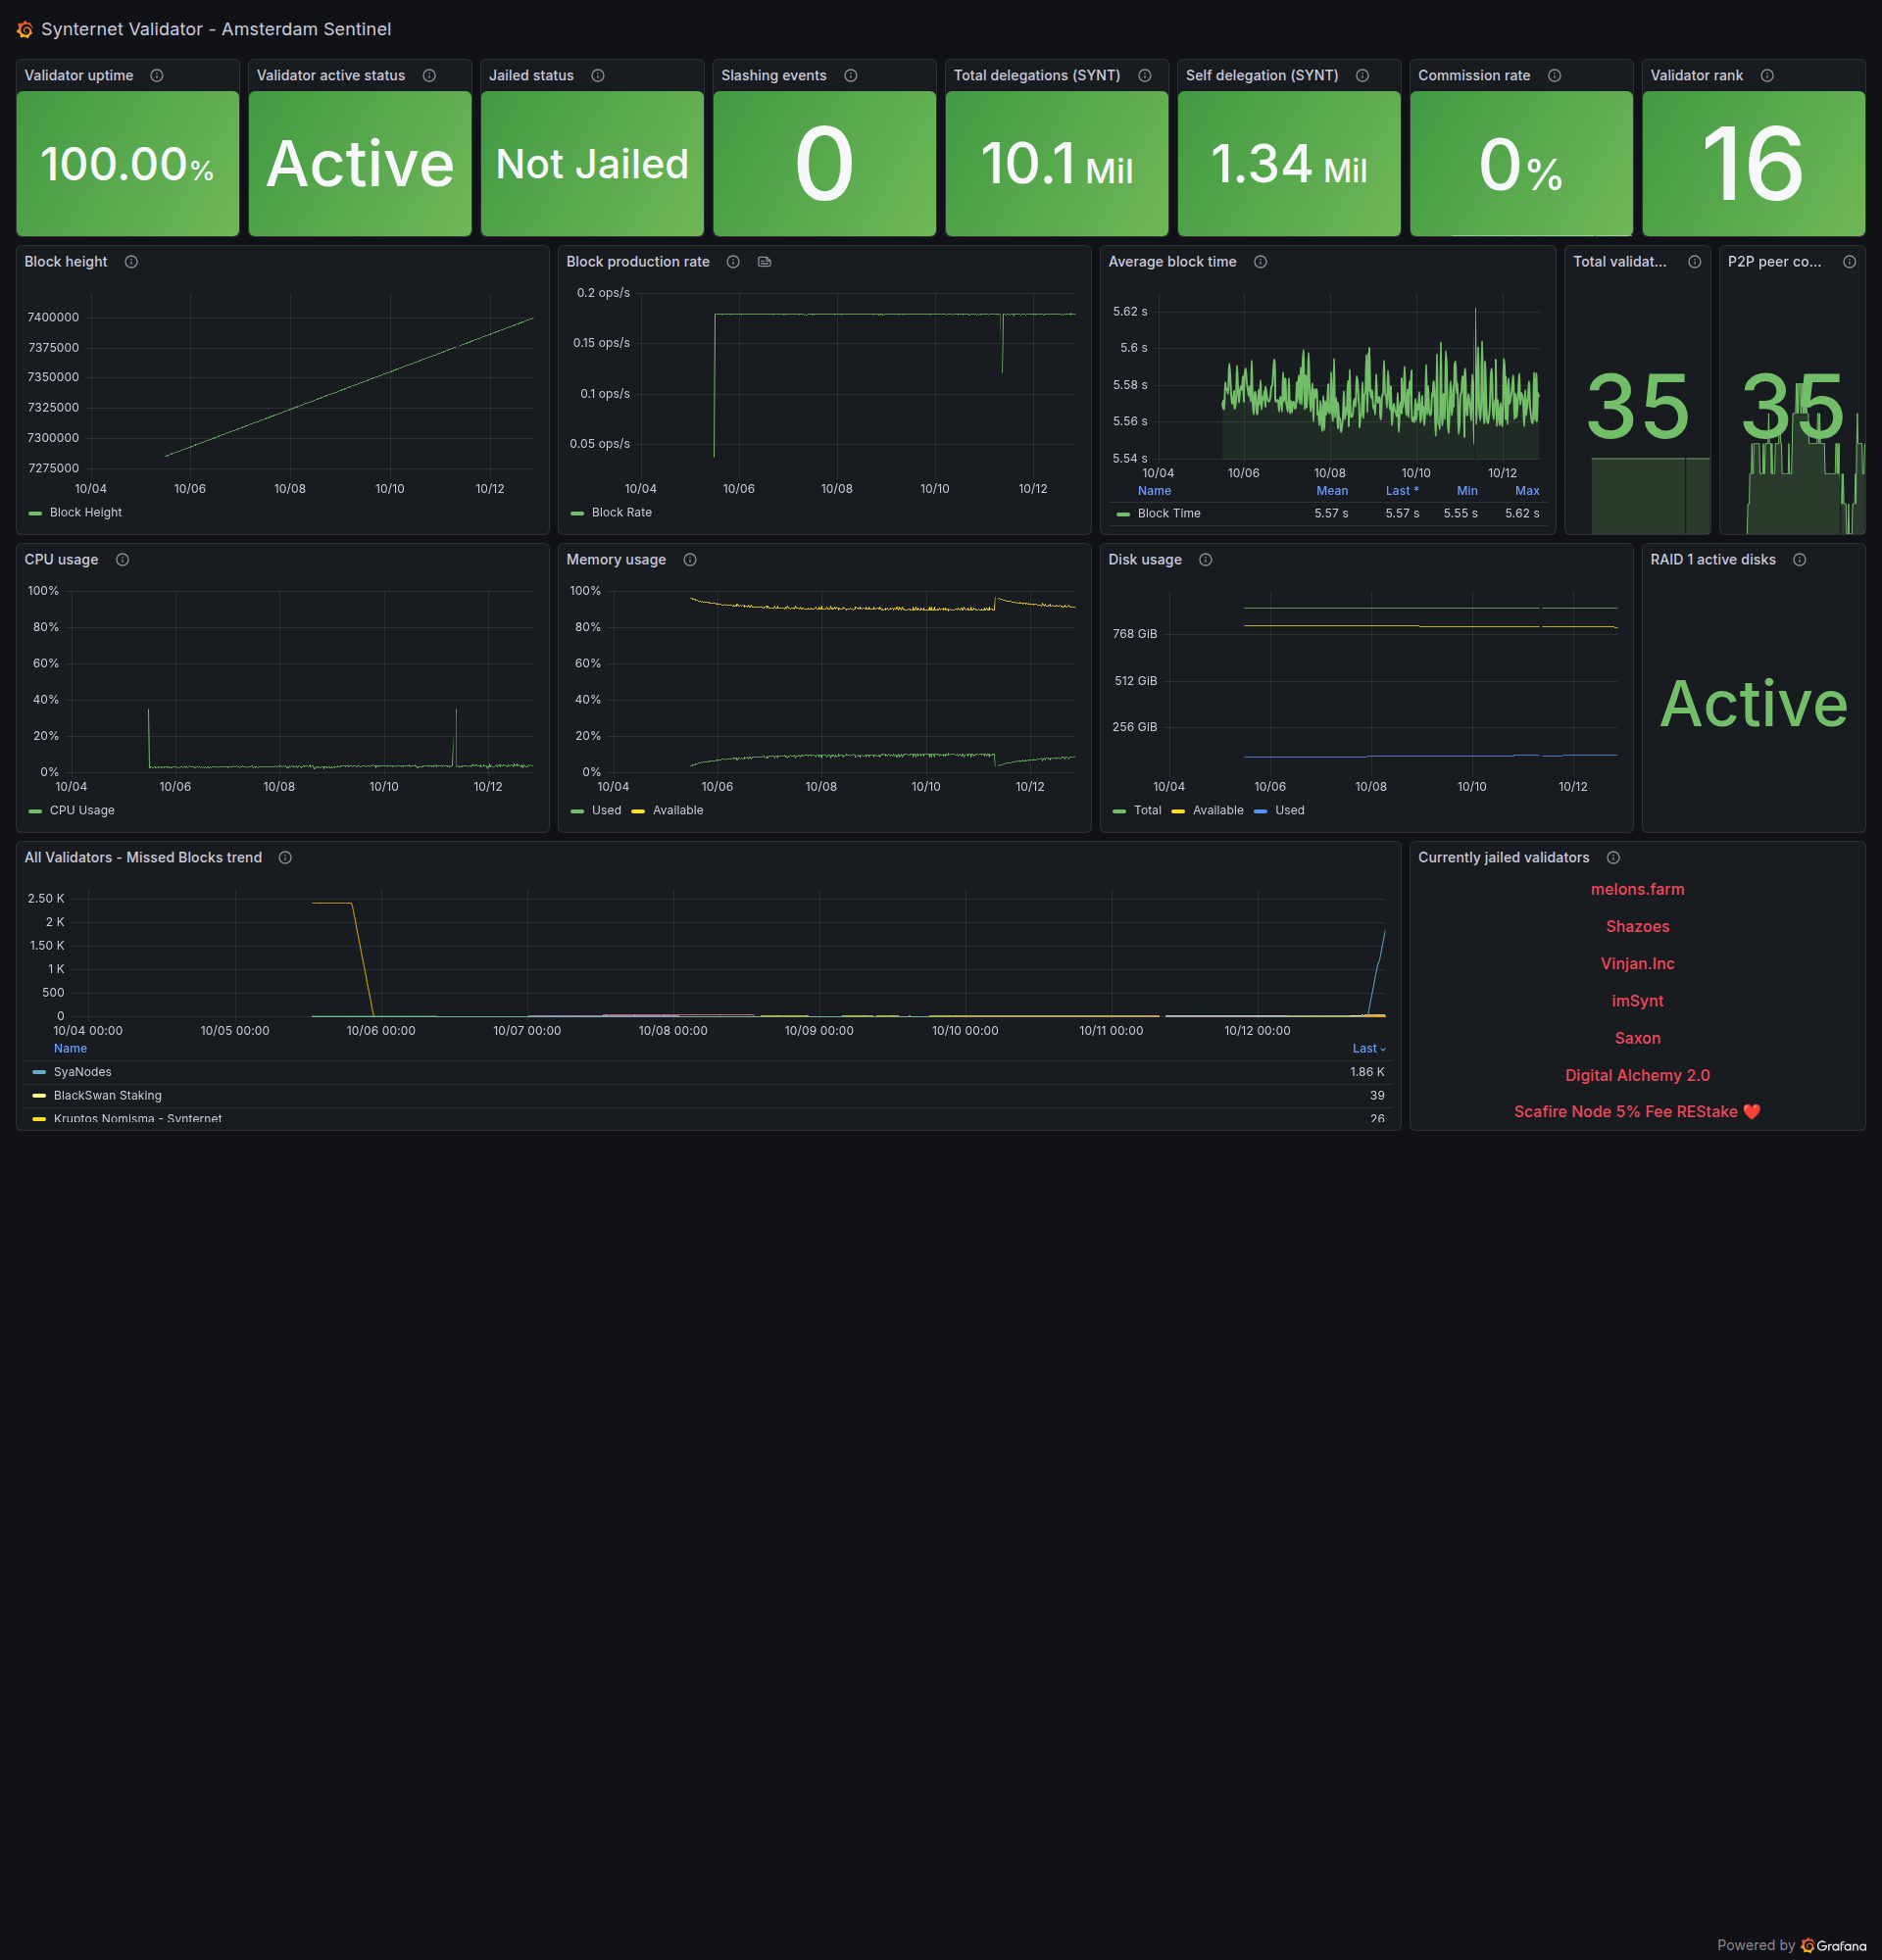 Synternet Validator - Amsterdam Sentinel
Validator uptime
100.00%
Validator active status
Active
Jailed status
Not Jailed
Slashing events
0
Total delegations (SYNT)
10.1 Mil
Self delegation (SYNT)
1.34 Mil
Commission rate
0%
Validator rank
16
Block height
7400000
7375000
7350000
7325000
7300000
7275000
10/04 10/06 10/08 10/10 10/12
Block Height
Block production rate
0.2 ops/s
0.15 ops/s
0.1 ops/s
0.05 ops/s
10/04 10/06 10/08 10/10 10/12
Block Rate
Average block time
5.62 s
5.6 s
5.58 s
5.56 s
5.54 s
10/04 10/06 10/08 10/10 10/12
Name Mean Last * Min Max
Block Time 5.57 s 5.57 s 5.55 s 5.62 s
Total validat...
35
P2P peer co...
35
CPU usage
100%
80%
60%
40%
20%
0%
10/04 10/06 10/08 10/10 10/12
CPU Usage
Memory usage
100%
80%
60%
40%
20%
0%
10/04 10/06 10/08 10/10 10/12
Used Available
Disk usage
768 GiB
512 GiB
256 GiB
10/04 10/06 10/08 10/10 10/12
Total Available Used
RAID 1 active disks
Active
All Validators - Missed Blocks trend
2.50 K
2 K
1.50 K
1 K
500
0
10/04 00:00 10/05 00:00 10/06 00:00 10/07 00:00 10/08 00:00 10/09 00:00 10/10 00:00 10/11 00:00 10/12 00:00
Name Last
SyaNodes 1.86 K
BlackSwan Staking 39
Kruptos Nomisma - Synternet 26
Currently jailed validators
melons.farm
Shazoes
Vinjan.Inc
imSynt
Saxon
Digital Alchemy 2.0
Scafire Node 5% Fee REStake ❤️
Powered by Grafana